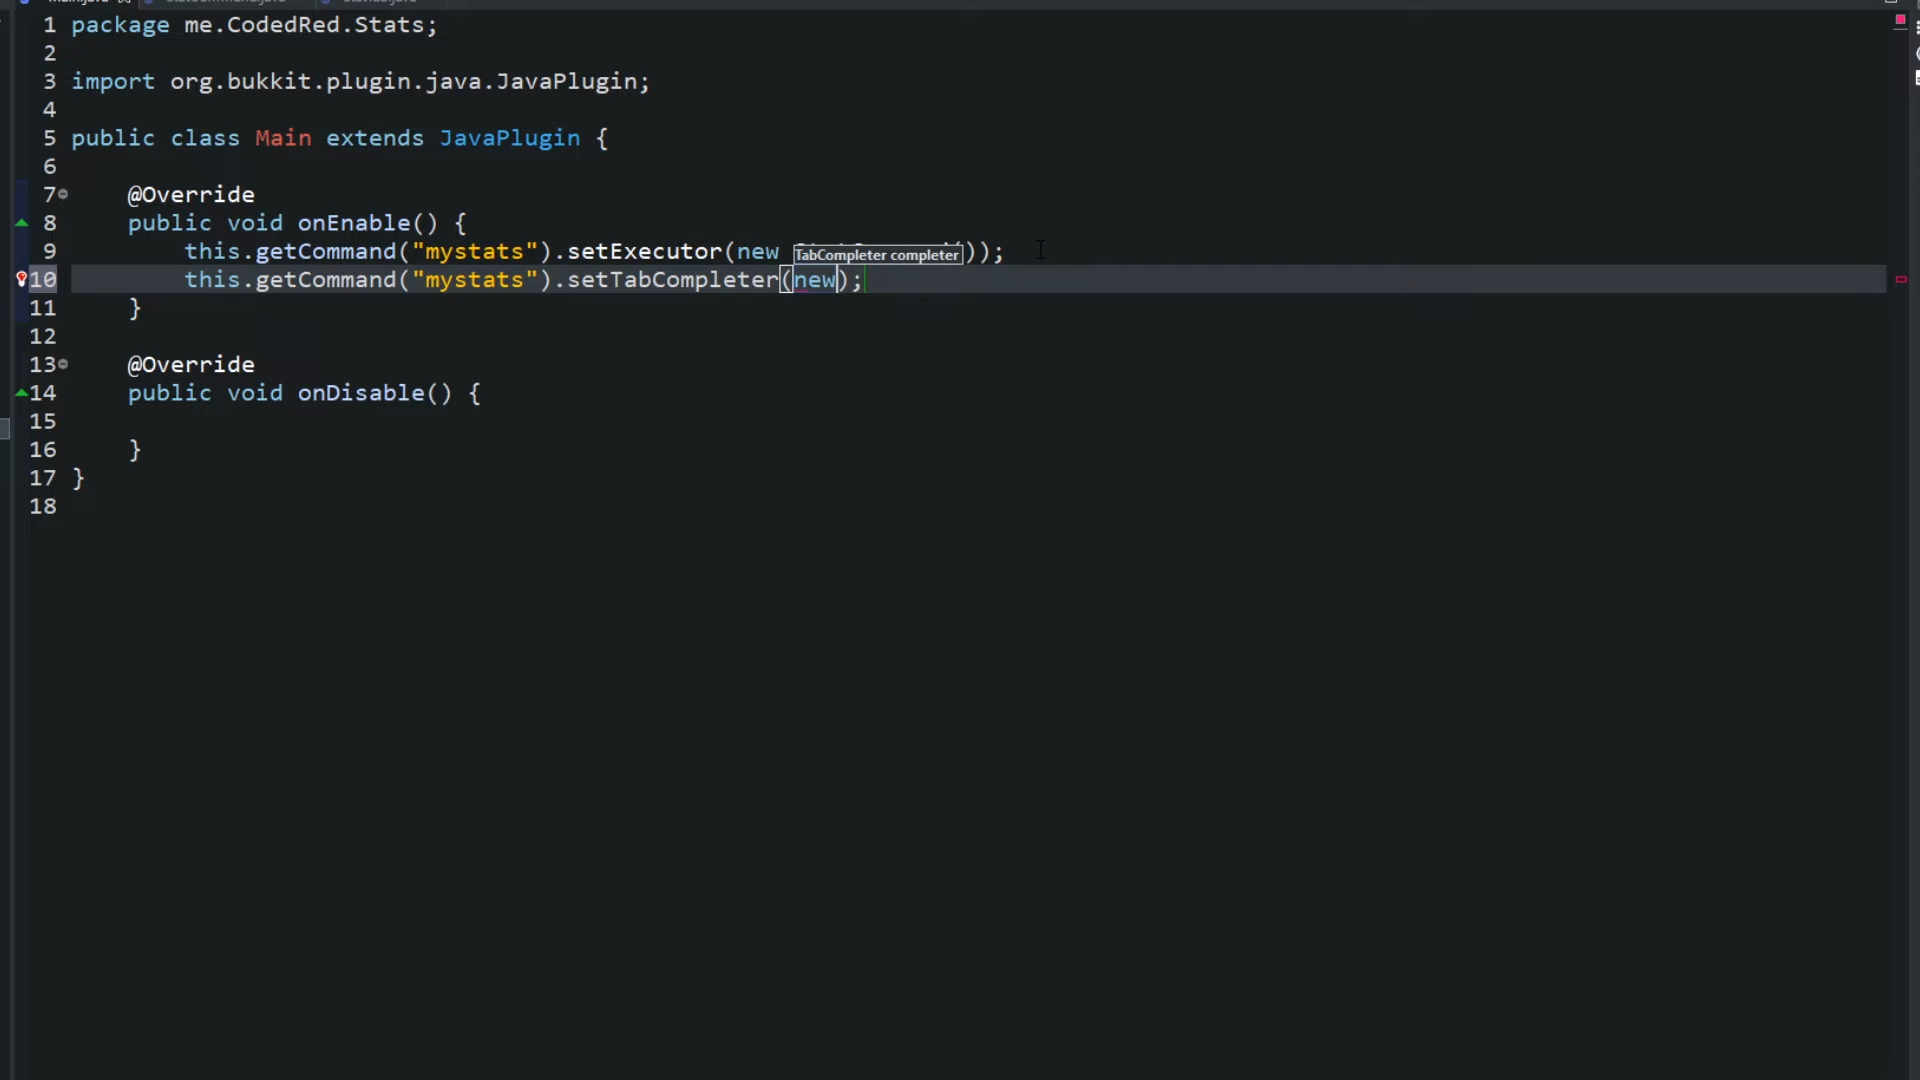 1 package me.CodedRed.Stats;
2
3 import org.bukkit.plugin.java.JavaPlugin;
4
5 public class Main extends JavaPlugin {
6
7 @Override
8 public void onEnable() {
9 this.getCommand("mystats").setExecutor(new ());
TabCompleter completer
10 this.getCommand("mystats").setTabCompleter(new);
11 }
12
13 @Override
14 public void onDisable() {
15
16 }
17 }
18